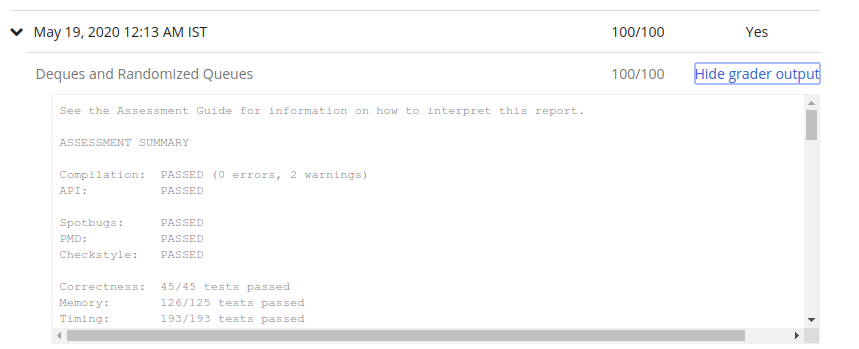 May 19, 2020 12:13 AM IST 100/100 Yes
Deques and Randomized Queues 100/100 Hide grader output
See the Assessment Guide for information on how to interpret this report.
ASSESSMENT SUMMARY
Compilation: PASSED (0 errors, 2 warnings)
API: PASSED
Spotbugs: PASSED
PMD: PASSED
Checkstyle: PASSED
Correctness: 45/45 tests passed
Memory: 126/125 tests passed
Timing: 193/193 tests passed